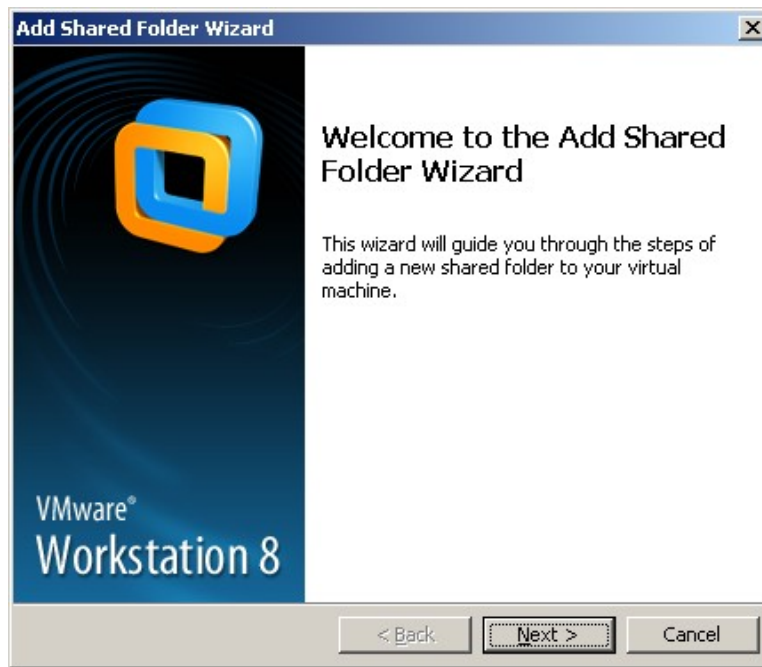 Add Shared Folder Wizard
Welcome to the Add Shared
Folder Wizard
This wizard will guide you through the steps of
adding a new shared folder to your virtual
machine.
VMware®
Workstation 8
< Back
Next >
Cancel